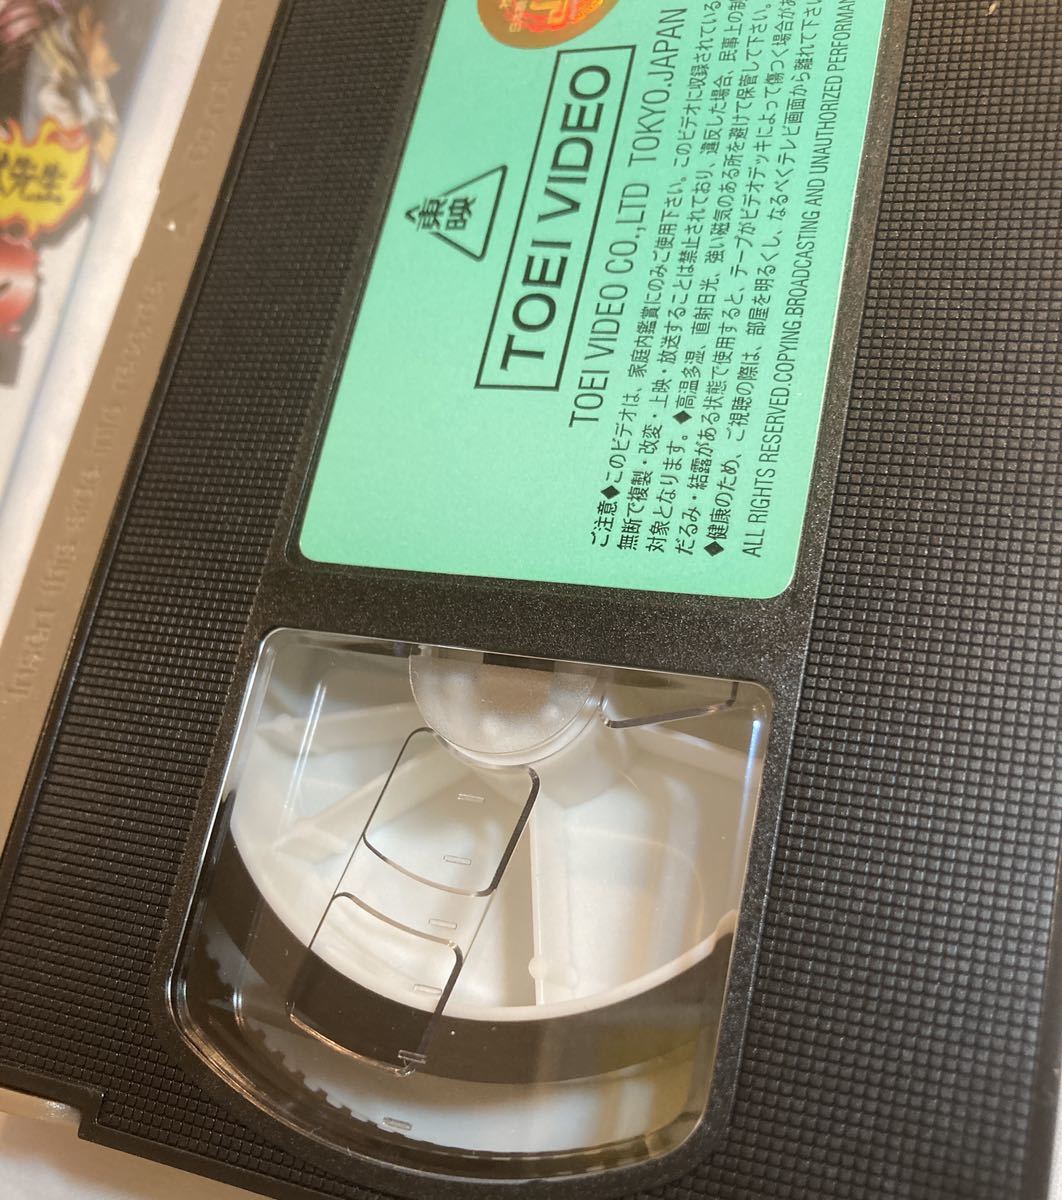 東映
TOEI VIDEO
TOEI VIDEO CO.,LTD TOKYO.JAPAN
ご注意◆このビデオは、家庭内鑑賞にのみご使用下さい。このビデオに収録されている
無断で複製・改変・上映・放送することは禁止されており、違反した場合、民事上の制
対象となります。◆高温多湿、直射日光、強い磁気のある所を避けて保管して下さい。
だるみ・結露がある状態で使用すると、テープがビデオデッキによって傷つく場合があ
◆健康のため、ご視聴の際は、部屋を明るくし、なるべくテレビ画面から離れて下さい
ALL RIGHTS RESERVED.COPYING.BROADCASTING AND UNAUTHORIZED PERFORMAN
Insert this side into recorder